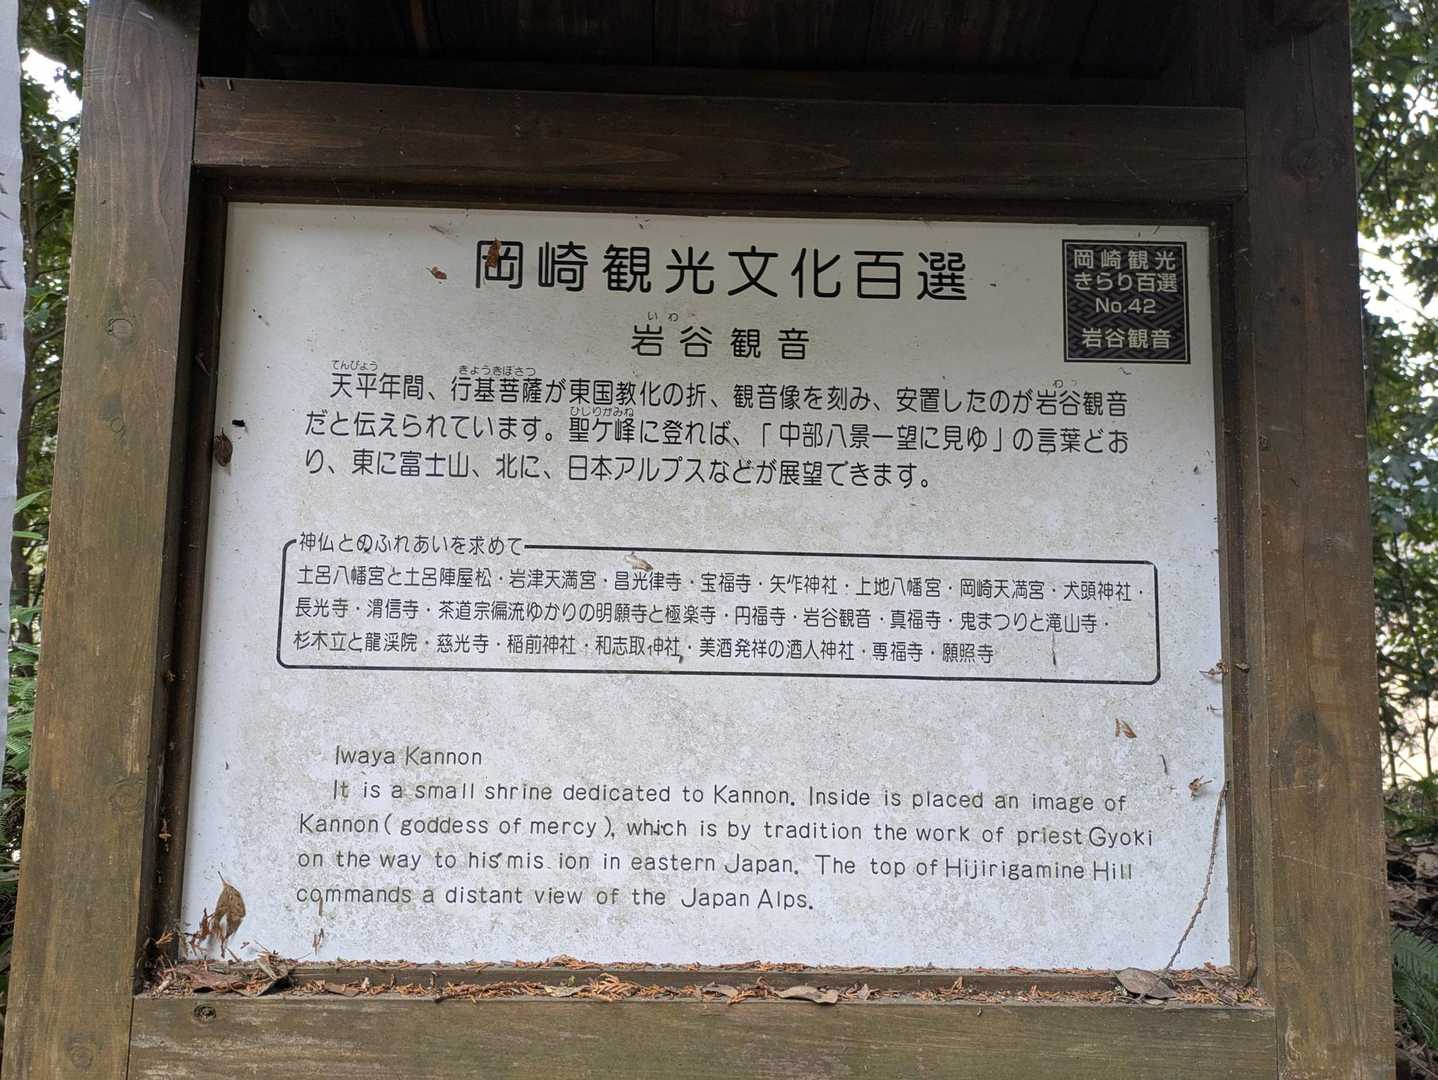 岡崎観光文化百選
岡崎観光
きらり百選
No.42
岩谷観音
いわ
岩谷観音
てんぴょう きょうきぼさつ わ
天平年間、行基菩薩が東国教化の折、観音像を刻み、安置したのが岩谷観音
ひじりがみね
だと伝えられています。聖ケ峰に登れば、「中部八景一望に見ゆ」の言葉どお
り、東に富士山、北に、日本アルプスなどが展望できます。
神仏とのふれあいを求めて
土呂八幡宮と土呂陣屋松・岩津天満宮・昌光律寺・宝福寺・矢作神社・上地八幡宮・岡崎天満宮・犬頭神社・
長光寺・渭信寺・茶道宗徧流ゆかりの明願寺と極楽寺・円福寺・岩谷観音・真福寺・鬼まつりと滝山寺・
杉木立と龍渓院・慈光寺・稲前神社・和志取神社・美酒発祥の酒人神社・専福寺・願照寺
Iwaya Kannon
It is a small shrine dedicated to Kannon. Inside is placed an image of
Kannon (goddess of mercy), which is by tradition the work of priest Gyoki
on the way to his mis ion in eastern Japan. The top of Hijirigamine Hill
commands a distant view of the Japan Alps.